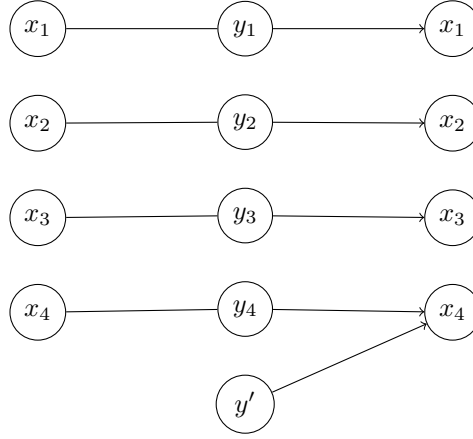 x₁ y₁ x₁
x₂ y₂ x₂
x₃ y₃ x₃
x₄ y₄ x₄
y′